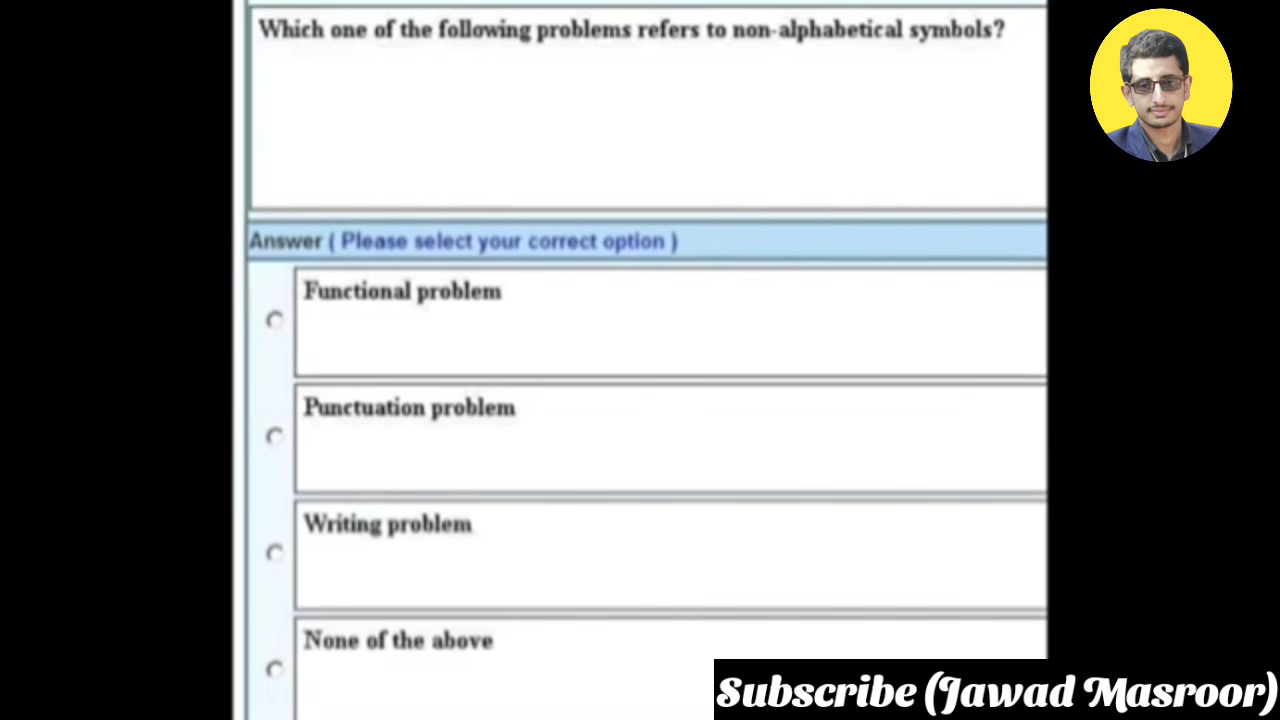 Which one of the following problems refers to non-alphabetical symbols?
Answer ( Please select your correct option )
Functional problem
Punctuation problem
Writing problem
None of the above
Subscribe (Jawad Masroor)